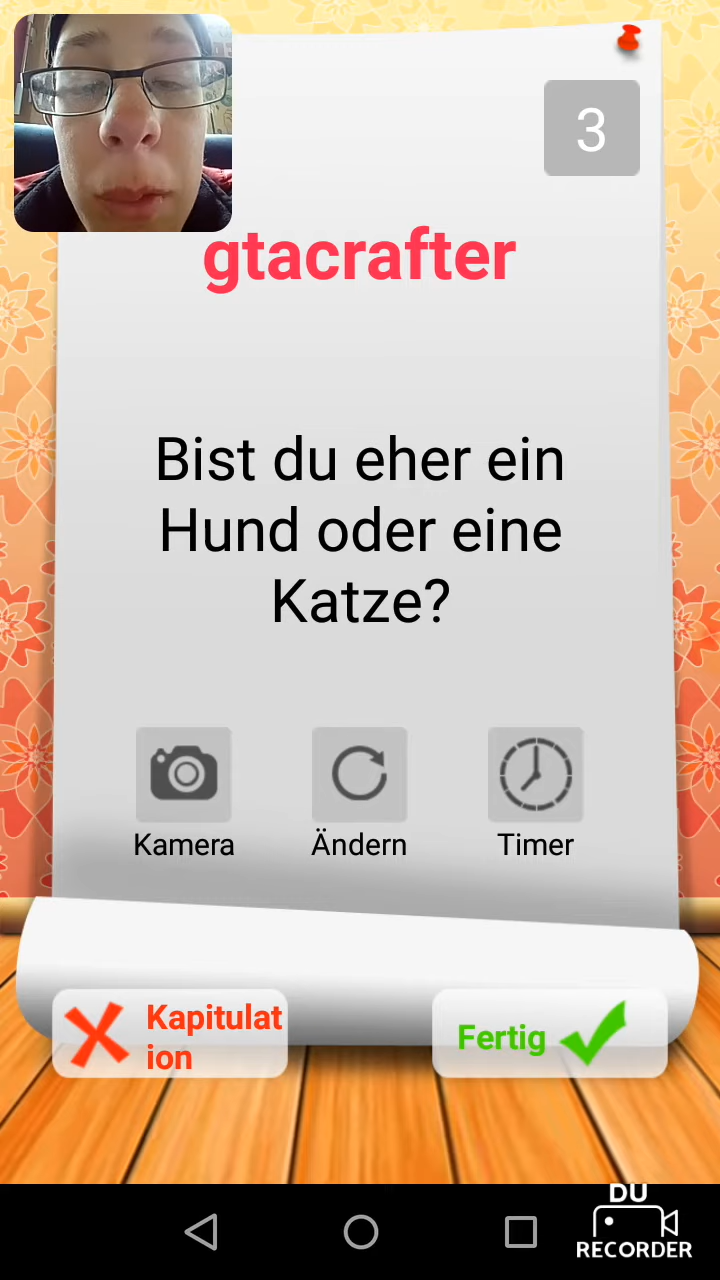 3
gtacrafter
Bist du eher ein
Hund oder eine
Katze?
Kamera
Ändern
Timer
Kapitulat
ion
Fertig
DU
RECORDER